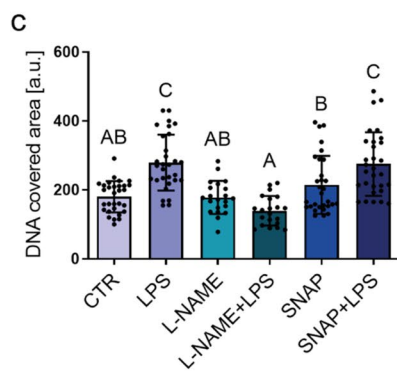 C
DNA covered area [a.u.]
600
400
200
0
AB
C
AB
A
B
C
CTR
LPS
L-NAME
L-NAME+LPS
SNAP
SNAP+LPS